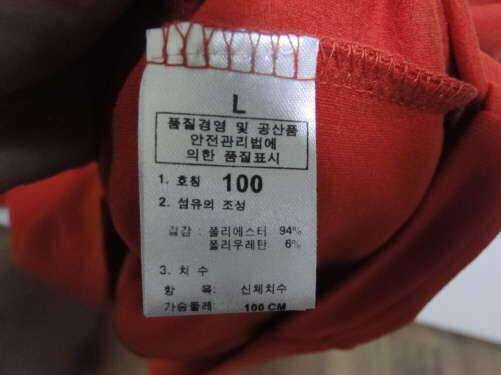 L
품질경영 및 공산품
안전관리법에
의한 품질표시
1. 호칭 100
2. 섬유의 조성
겉감 : 폴리에스터 94%
폴리우레탄 6%
3. 치 수
항 목: 신체치수
가슴둘레: 100 CM